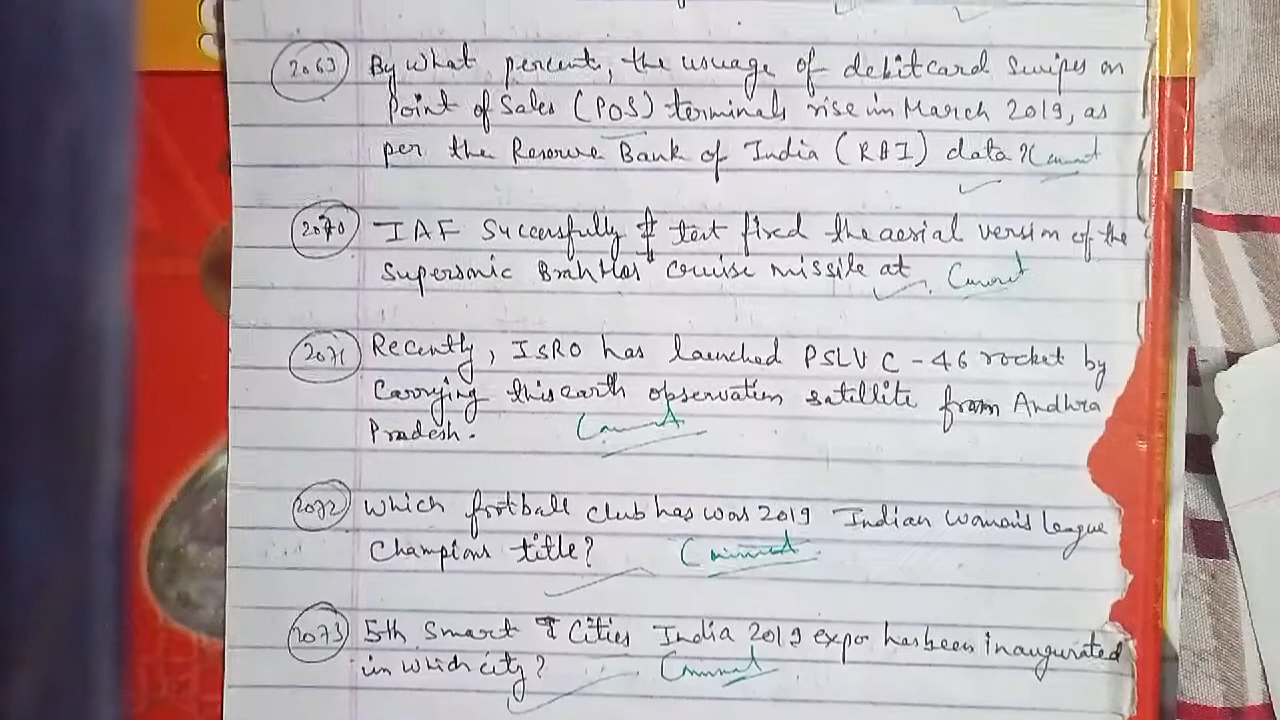 2069 By what percent, the usuage of debit card swipes on
Point of Sales (POS) terminals rise in March 2019, as
per the Reserve Bank of India (RBI) data? Current
2070 IAF Successfully test fired the aerial version of the
Supersonic BrahMos cruise missile at. Current
2071 Recently, ISRO has launched PSLV C-46 rocket by
Carrying this earth observation satellite from Andhra
Pradesh. Current
2072 which football club has won 2019 Indian Women's League
Champions title? Current
2073 5th Smart Cities India 2019 expo has been inaugurated
in which city? Current